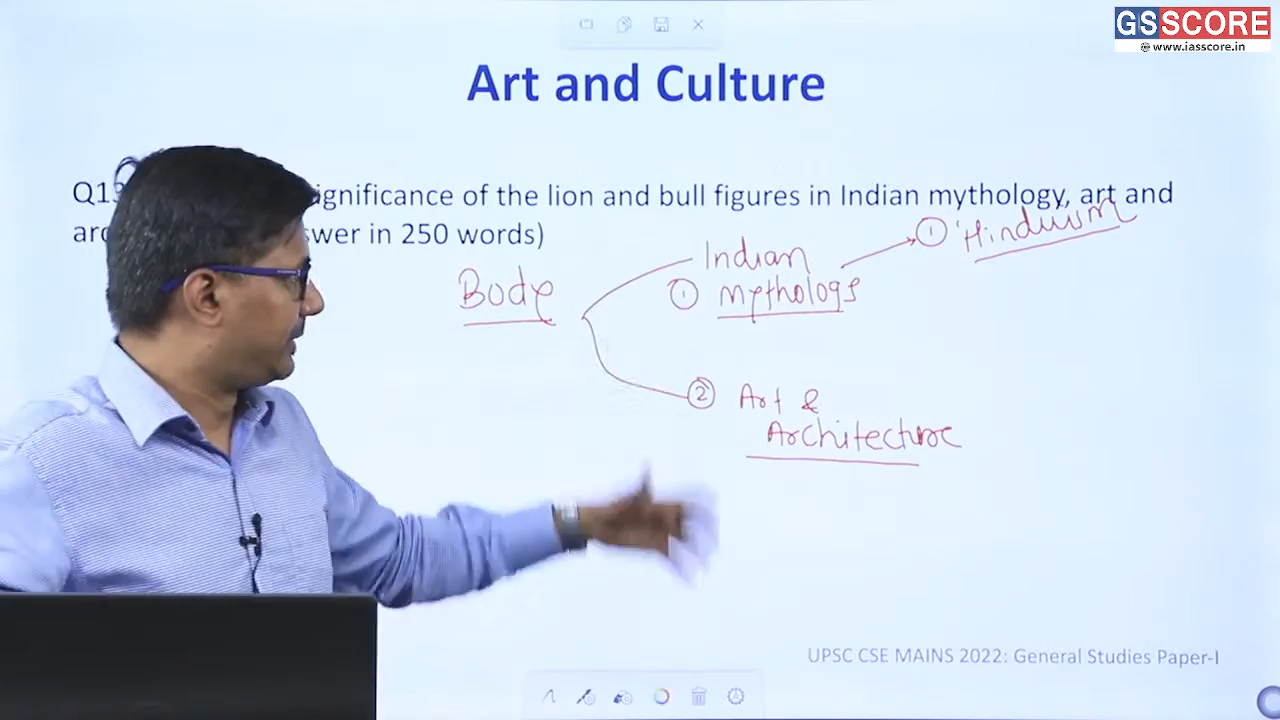 GSSCORE
www.iasscore.in
Art and Culture
ignificance of the lion and bull figures in Indian mythology, art and
swer in 250 words)
① Hinduism
Indian
Body
① mythology
② Art &
Architecture
UPSC CSE MAINS 2022: General Studies Paper-I